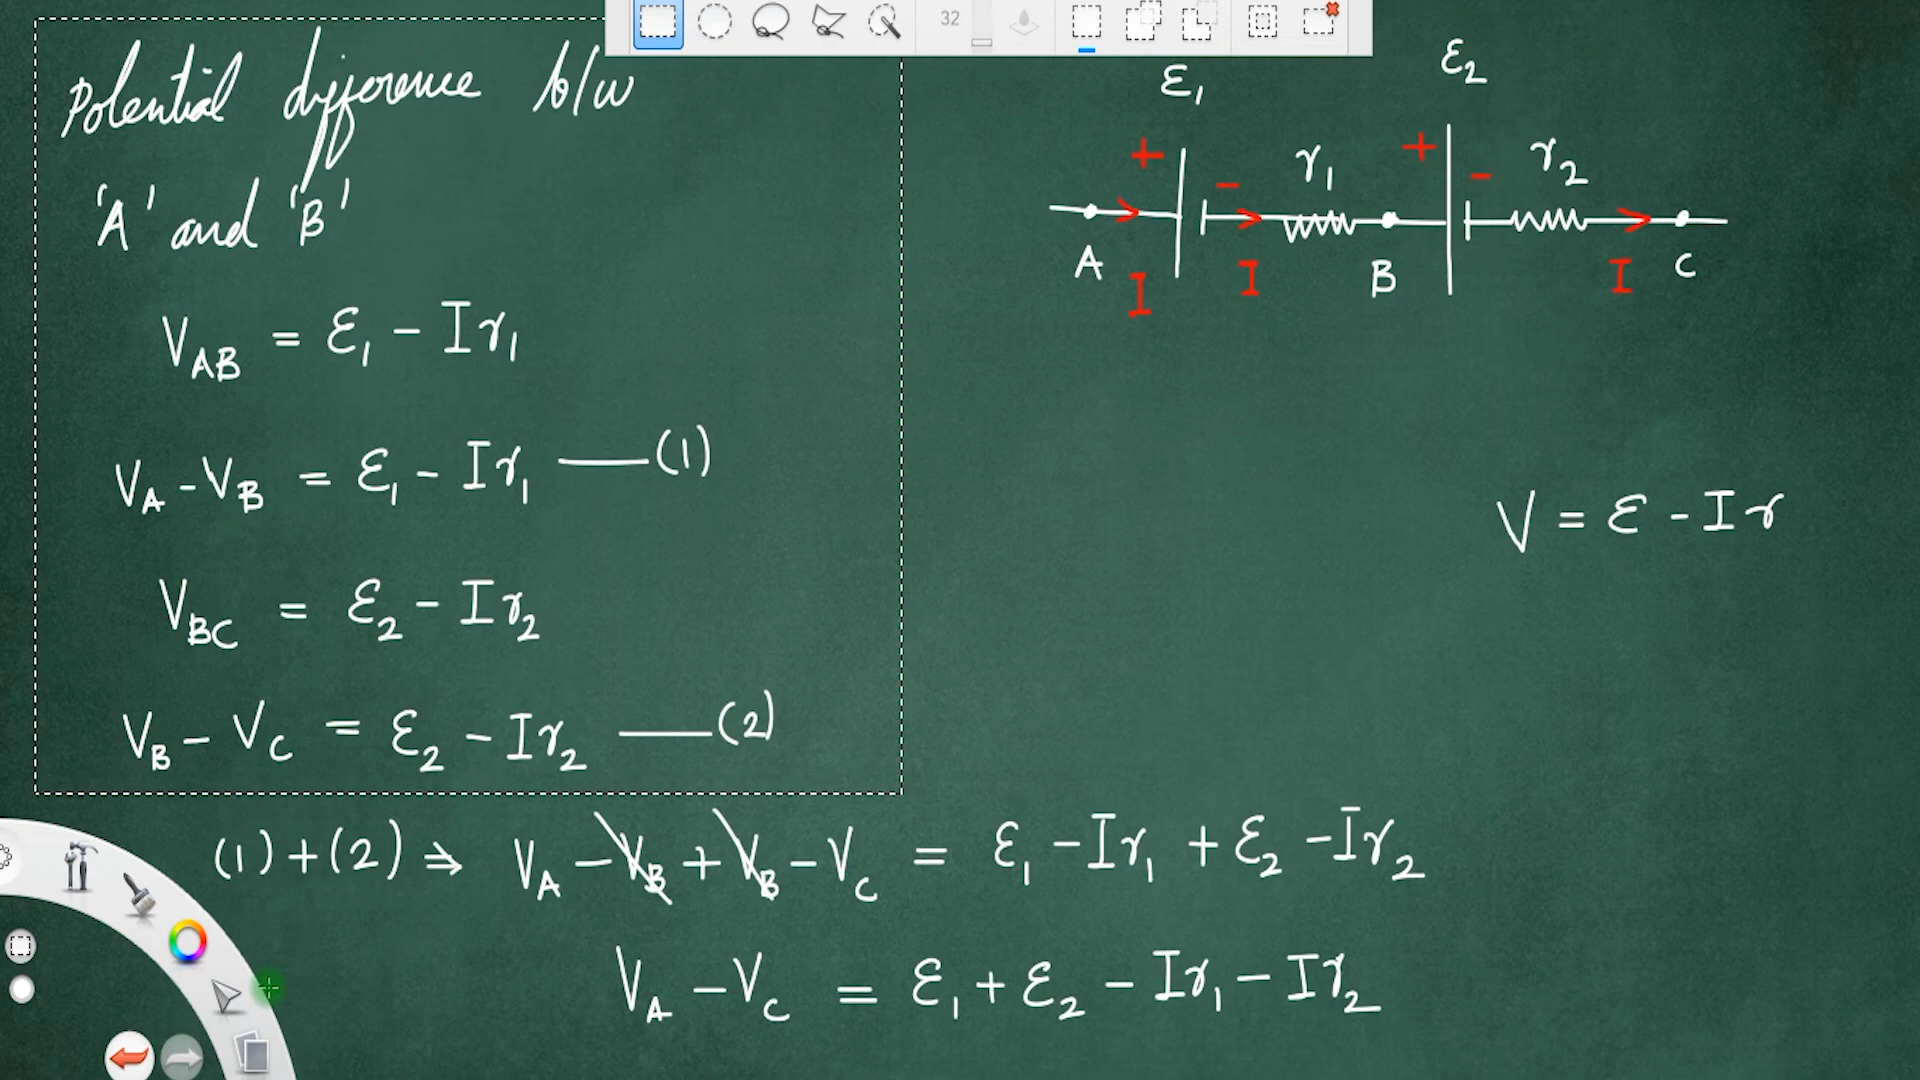 32
Potential difference b/w
'A' and 'B'
V_AB = ε₁ - Ir₁
V_A - V_B = ε₁ - Ir₁ ——(1)
V_BC = ε₂ - Ir₂
V_B - V_C = ε₂ - Ir₂ ——(2)
(1)+(2) ⇒ V_A - V_B + V_B - V_C = ε₁ - Ir₁ + ε₂ - Ir₂
V_A - V_C = ε₁ + ε₂ - Ir₁ - Ir₂
ε₁ ε₂
+ - r₁ + - r₂
A I I B I C
V = ε - Ir